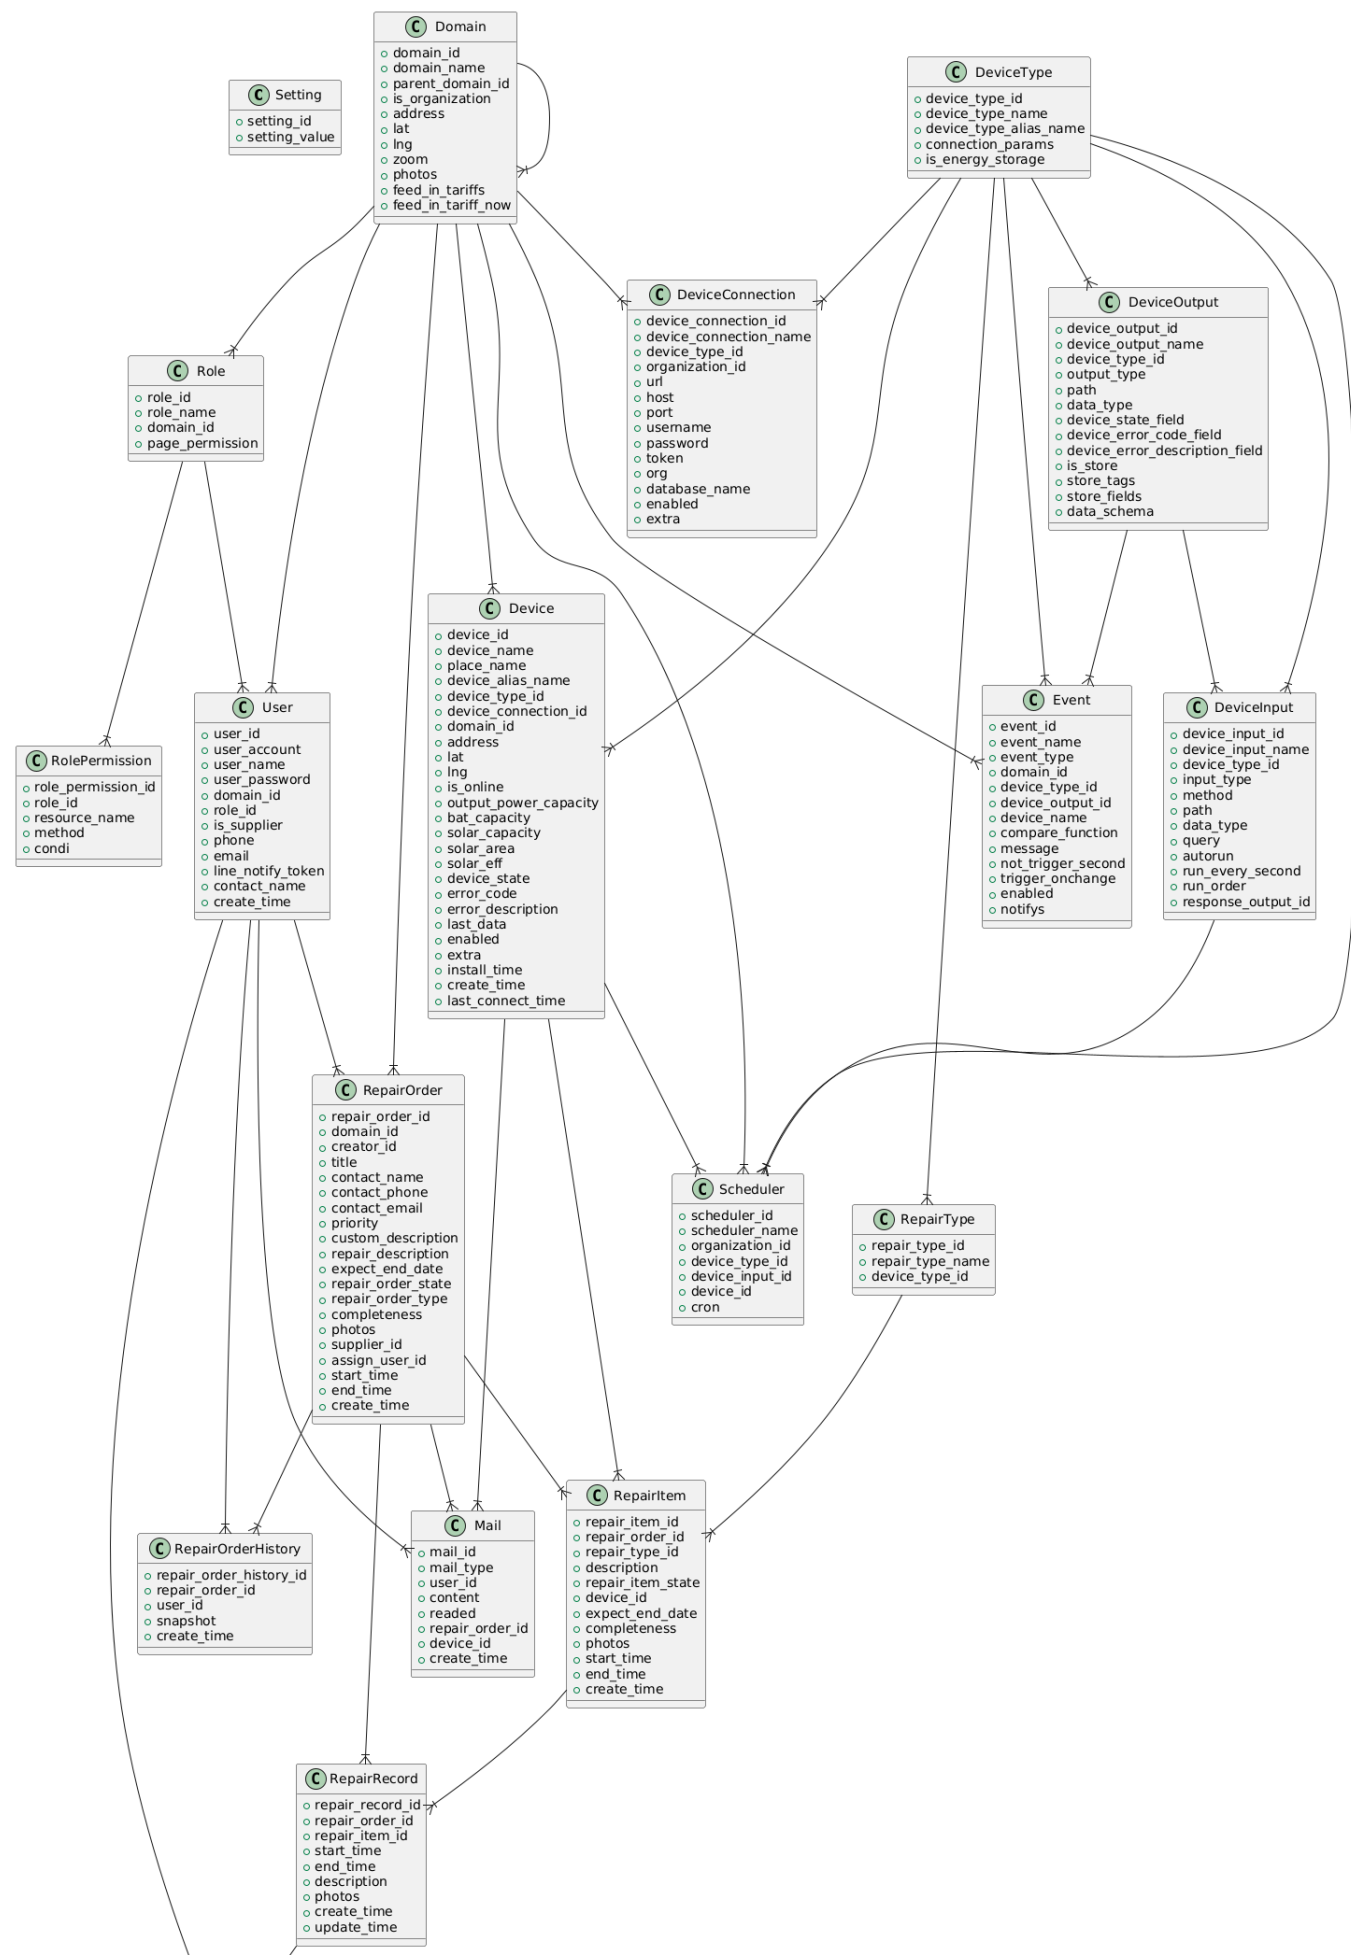 Domain
domain_id
domain_name
parent_domain_id
is_organization
address
lat
lng
zoom
photos
feed_in_tariffs
feed_in_tariff_now
Setting
setting_id
setting_value
DeviceType
device_type_id
device_type_name
device_type_alias_name
connection_params
is_energy_storage
DeviceConnection
device_connection_id
device_connection_name
device_type_id
organization_id
url
host
port
username
password
token
org
database_name
enabled
extra
DeviceOutput
device_output_id
device_output_name
device_type_id
output_type
path
data_type
device_state_field
device_error_code_field
device_error_description_field
is_store
store_tags
store_fields
data_schema
Role
role_id
role_name
domain_id
page_permission
Device
device_id
device_name
place_name
device_alias_name
device_type_id
device_connection_id
domain_id
address
lat
lng
is_online
output_power_capacity
bat_capacity
solar_capacity
solar_area
solar_eff
device_state
error_code
error_description
last_data
enabled
extra
install_time
create_time
last_connect_time
User
user_id
user_account
user_name
user_password
domain_id
role_id
is_supplier
phone
email
line_notify_token
contact_name
create_time
RolePermission
role_permission_id
role_id
resource_name
method
condi
Event
event_id
event_name
event_type
domain_id
device_type_id
device_output_id
device_name
compare_function
message
not_trigger_second
trigger_onchange
enabled
notifys
DeviceInput
device_input_id
device_input_name
device_type_id
input_type
method
path
data_type
query
autorun
run_every_second
run_order
response_output_id
RepairOrder
repair_order_id
domain_id
creator_id
title
contact_name
contact_phone
contact_email
priority
custom_description
repair_description
expect_end_date
repair_order_state
repair_order_type
completeness
photos
supplier_id
assign_user_id
start_time
end_time
create_time
Scheduler
scheduler_id
scheduler_name
organization_id
device_type_id
device_input_id
device_id
cron
RepairType
repair_type_id
repair_type_name
device_type_id
RepairOrderHistory
repair_order_history_id
repair_order_id
user_id
snapshot
create_time
Mail
mail_id
mail_type
user_id
content
readed
repair_order_id
device_id
create_time
RepairItem
repair_item_id
repair_order_id
repair_type_id
description
repair_item_state
device_id
expect_end_date
completeness
photos
start_time
end_time
create_time
RepairRecord
repair_record_id
repair_order_id
repair_item_id
start_time
end_time
description
photos
create_time
update_time